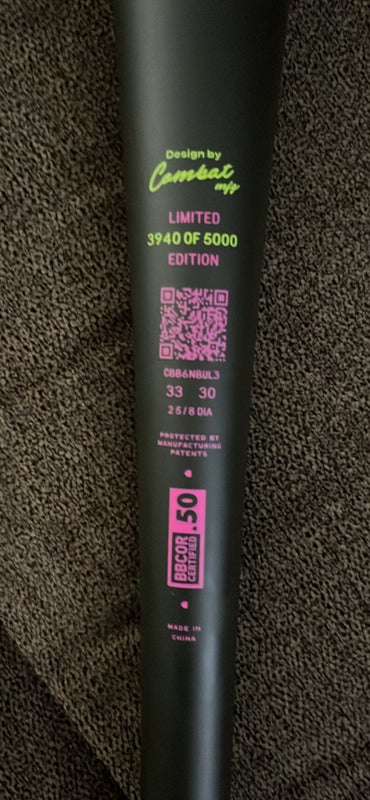 Design by
Combat
mfg
LIMITED
3940 OF 5000
EDITION
CBB6NBUL3
33 30
2 5/8 DIA
PROTECTED BY
MANUFACTURING
PATENTS
BBCOR
CERTIFIED
.50
MADE IN
CHINA